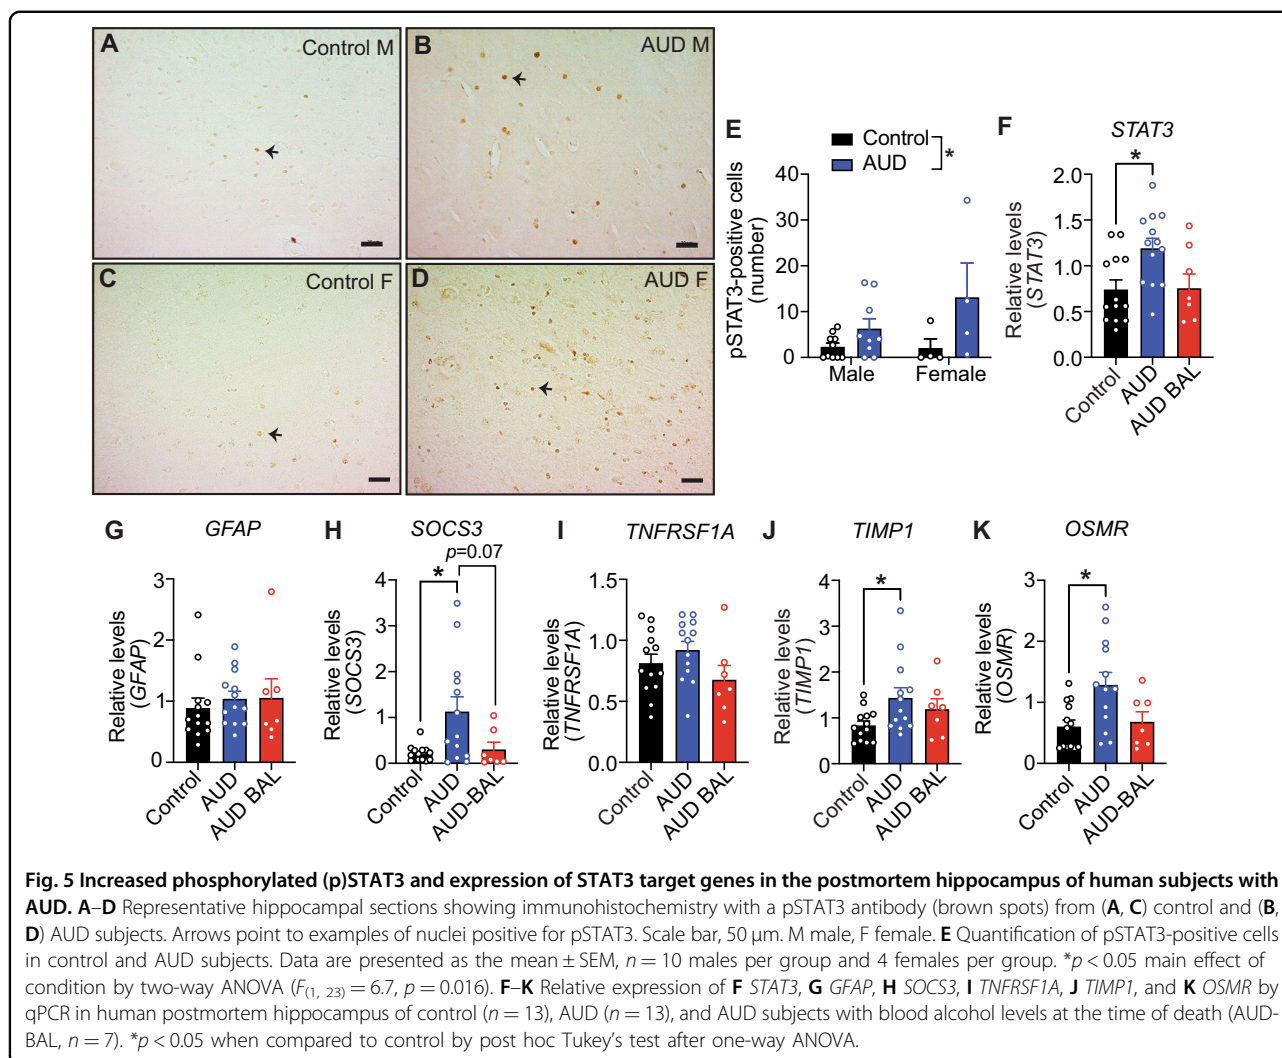 A
Control M
B
AUD M
C
Control F
D
AUD F
E
Control
AUD
*
pSTAT3-positive cells
(number)
40
30
20
10
0
Male
Female
F
STAT3
*
Relative levels
(STAT3)
2.0
1.5
1.0
0.5
0.0
Control
AUD
AUD BAL
G
GFAP
Relative levels
(GFAP)
3
2
1
0
Control
AUD
AUD BAL
H
SOCS3
p=0.07
*
Relative levels
(SOCS3)
4
3
2
1
0
Control
AUD
AUD-BAL
I
TNFRSF1A
Relative levels
(TNFRSF1A)
1.5
1.0
0.5
0.0
Control
AUD
AUD BAL
J
TIMP1
*
Relative levels
(TIMP1)
4
3
2
1
0
Control
AUD
AUD BAL
K
OSMR
*
Relative levels
(OSMR)
3
2
1
0
Control
AUD
AUD-BAL
Fig. 5 Increased phosphorylated (p)STAT3 and expression of STAT3 target genes in the postmortem hippocampus of human subjects with
AUD. A–D Representative hippocampal sections showing immunohistochemistry with a pSTAT3 antibody (brown spots) from (A, C) control and (B,
D) AUD subjects. Arrows point to examples of nuclei positive for pSTAT3. Scale bar, 50 μm. M male, F female. E Quantification of pSTAT3-positive cells
in control and AUD subjects. Data are presented as the mean ± SEM, n = 10 males per group and 4 females per group. *p < 0.05 main effect of
condition by two-way ANOVA (F(1, 23) = 6.7, p = 0.016). F–K Relative expression of F STAT3, G GFAP, H SOCS3, I TNFRSF1A, J TIMP1, and K OSMR by
qPCR in human postmortem hippocampus of control (n = 13), AUD (n = 13), and AUD subjects with blood alcohol levels at the time of death (AUD-
BAL, n = 7). *p < 0.05 when compared to control by post hoc Tukey's test after one-way ANOVA.